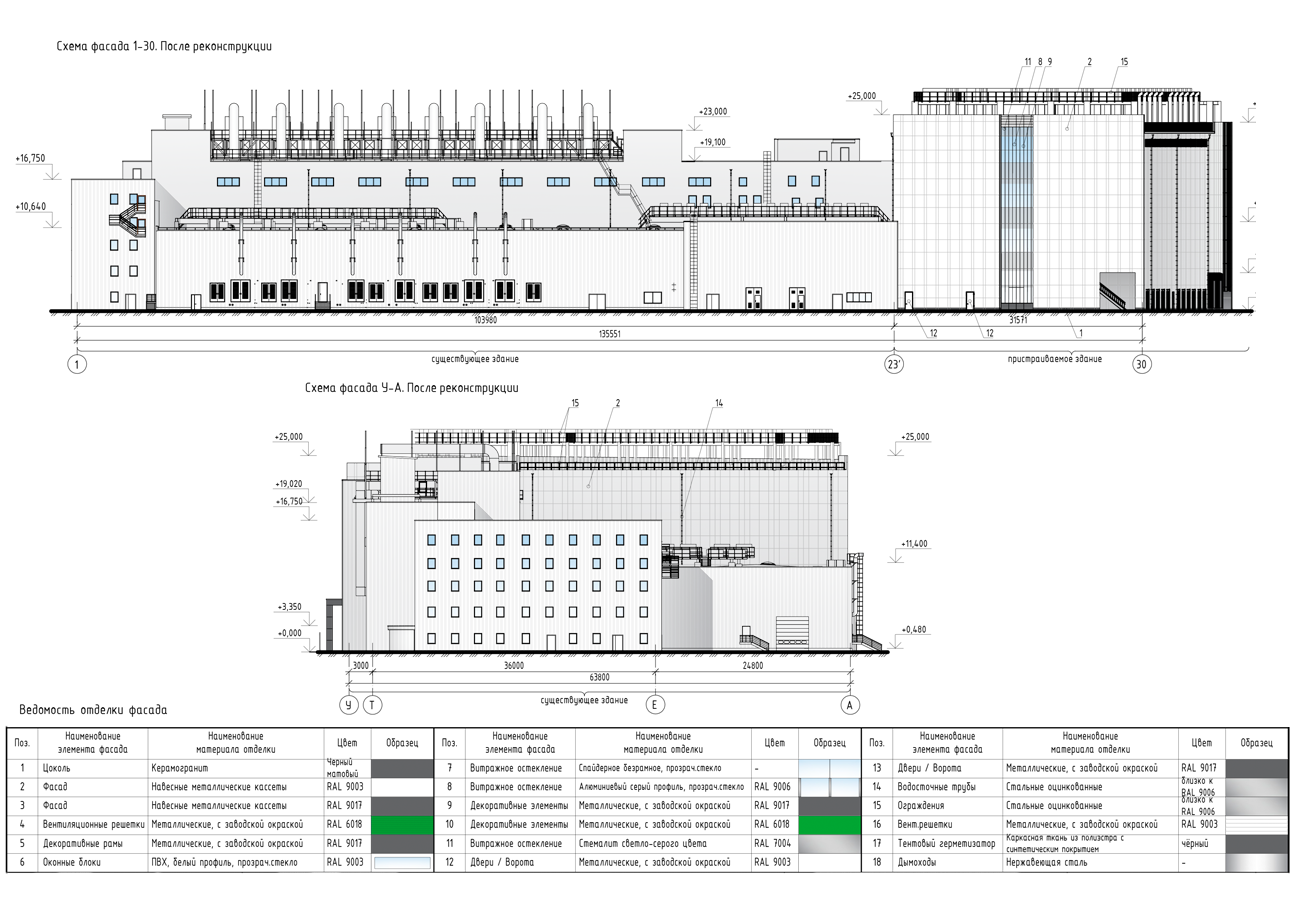 Схема фасада 1-30. После реконструкции
11 8 9 2 15
+25,000
+23,000
+19,100
+16,750
+10,640
103980
31571
135551
12 12 1
существующее здание
пристраиваемое здание
1 23' 30
Схема фасада У-А. После реконструкции
15 2 14
+25,000 +25,000
+19,020
+16,750
+11,400
+3,350
+0,000
+0,480
3000 36000 24800
63800
существующее здание
У Т Е А
Ведомость отделки фасада
Поз. Наименование элемента фасада Наименование материала отделки Цвет Образец
1 Цоколь Керамогранит Черный матовый
2 Фасад Навесные металлические кассеты RAL 9003
3 Фасад Навесные металлические кассеты RAL 9017
4 Вентиляционные решетки Металлические, с заводской окраской RAL 6018
5 Декоративные рамы Металлические, с заводской окраской RAL 9017
6 Оконные блоки ПВХ, белый профиль, прозрач.стекло RAL 9003
Поз. Наименование элемента фасада Наименование материала отделки Цвет Образец
7 Витражное остекление Спайдерное безрамное, прозрач.стекло –
8 Витражное остекление Алюминиевый серый профиль, прозрач.стекло RAL 9006
9 Декоративные элементы Металлические, с заводской окраской RAL 9017
10 Декоративные элементы Металлические, с заводской окраской RAL 6018
11 Витражное остекление Стемалит светло-серого цвета RAL 7004
12 Двери / Ворота Металлические, с заводской окраской RAL 9003
Поз. Наименование элемента фасада Наименование материала отделки Цвет Образец
13 Двери / Ворота Металлические, с заводской окраской RAL 9017
14 Водосточные трубы Стальные оцинкованные близко к RAL 9006
15 Ограждения Стальные оцинкованные близко к RAL 9006
16 Вент.решетки Металлические, с заводской окраской RAL 9003
17 Тентовый герметизатор Каркасная ткань из полиэстра с синтетическим покрытием чёрный
18 Дымоходы Нержавеющая сталь –